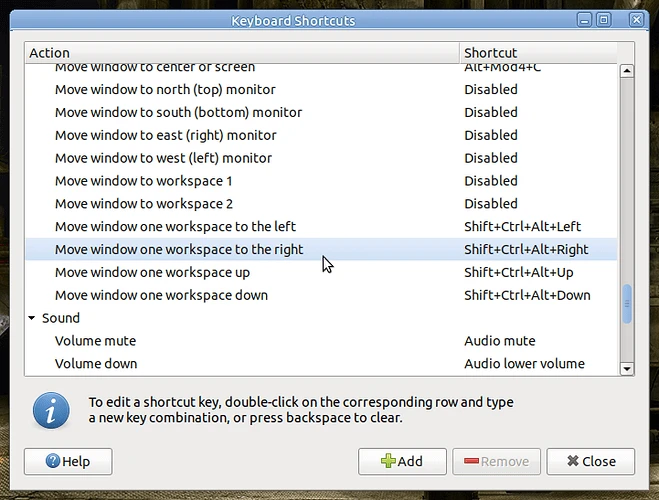 Keyboard Shortcuts
Action Shortcut
Move window to center of screen Alt+Mod4+C
Move window to north (top) monitor Disabled
Move window to south (bottom) monitor Disabled
Move window to east (right) monitor Disabled
Move window to west (left) monitor Disabled
Move window to workspace 1 Disabled
Move window to workspace 2 Disabled
Move window one workspace to the left Shift+Ctrl+Alt+Left
Move window one workspace to the right Shift+Ctrl+Alt+Right
Move window one workspace up Shift+Ctrl+Alt+Up
Move window one workspace down Shift+Ctrl+Alt+Down
Sound
Volume mute Audio mute
Volume down Audio lower volume
To edit a shortcut key, double-click on the corresponding row and type
a new key combination, or press backspace to clear.
Help Add Remove Close